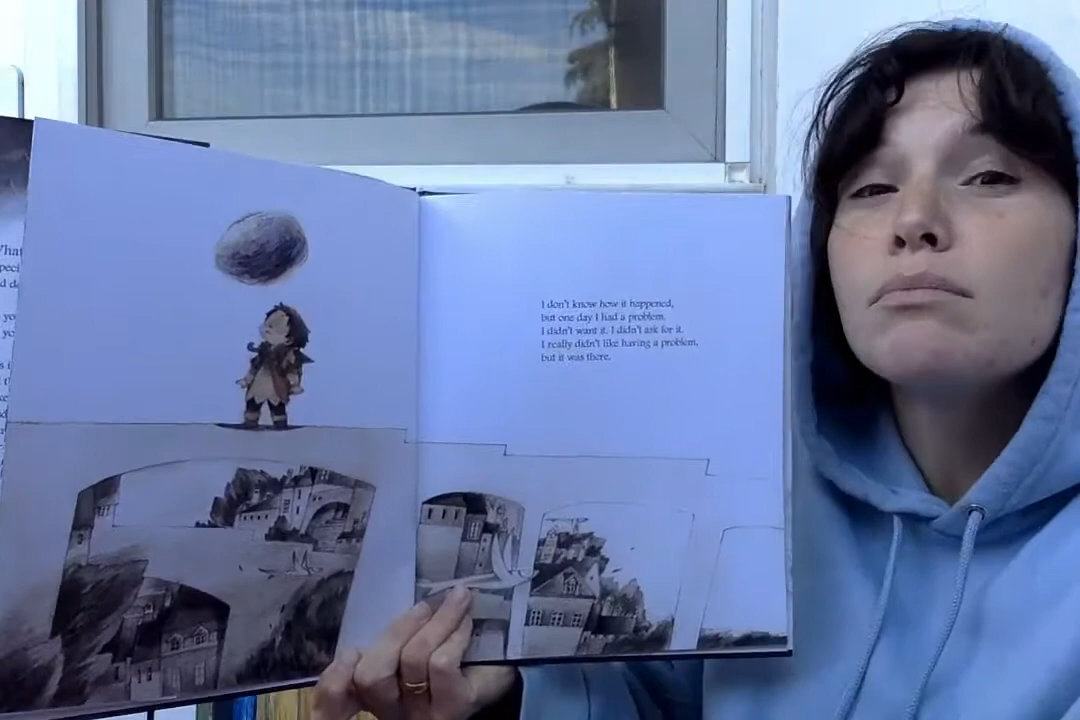 I don't know how it happened,
but one day I had a problem.
I didn't want it. I didn't ask for it.
I really didn't like having a problem,
but it was there.